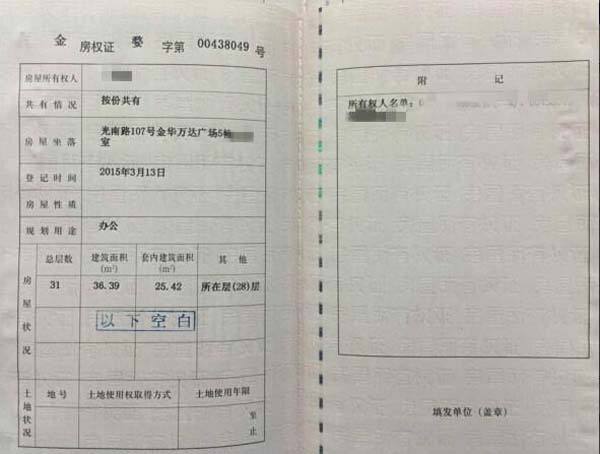 金 房权证 婺 字第 00438049 号
房屋所有权人
共有情况 按份共有
房屋坐落 光南路107号金华万达广场5幢
室
登记时间 2015年3月13日
房屋性质
规划用途 办公
房屋状况
总层数 建筑面积(m²) 套内建筑面积(m²) 其他
31 36.39 25.42 所在层(28)层
以下空白
土地状况
地号 土地使用权取得方式 土地使用年限
至
止
附记
所有权人名单:
填发单位(盖章)